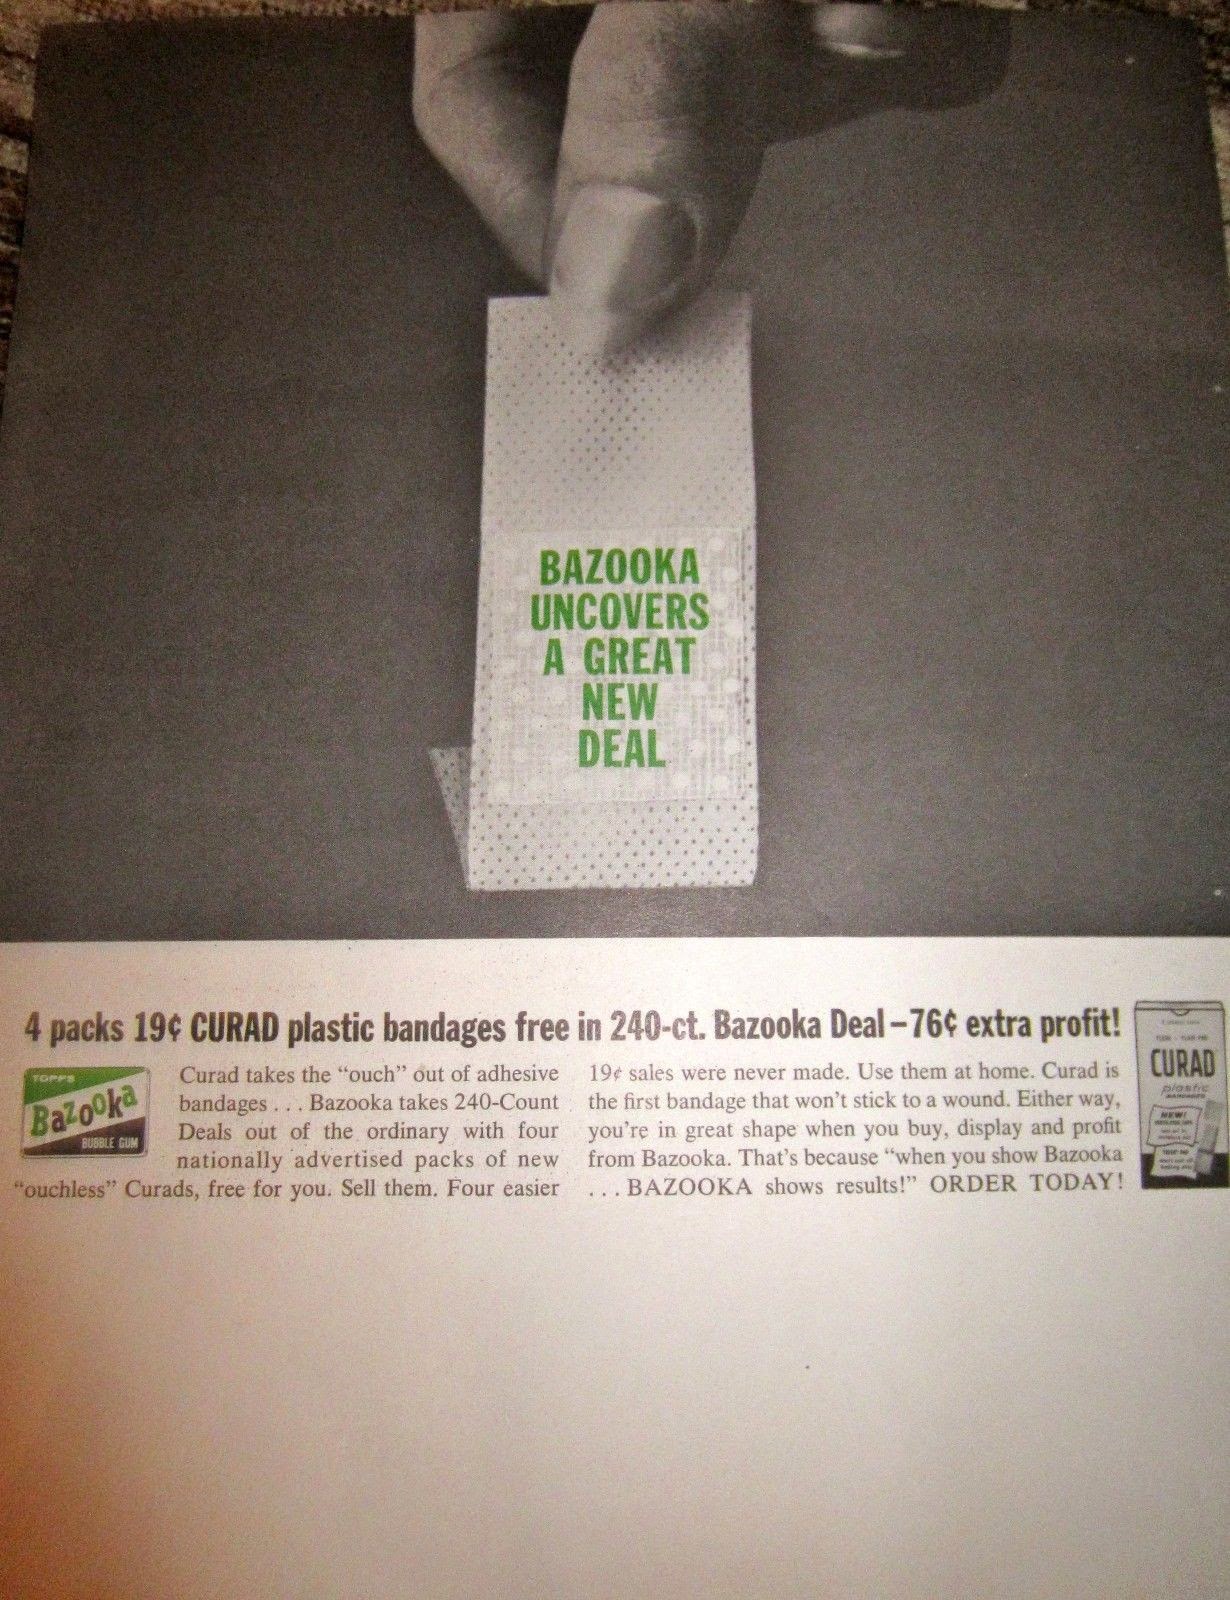 BAZOOKA
UNCOVERS
A GREAT
NEW
DEAL
4 packs 19¢ CURAD plastic bandages free in 240-ct. Bazooka Deal – 76¢ extra profit!
TOPPS
Bazooka
BUBBLE GUM
Curad takes the “ouch” out of adhesive
bandages . . . Bazooka takes 240-Count
Deals out of the ordinary with four
nationally advertised packs of new
“ouchless” Curads, free for you. Sell them. Four easier
19¢ sales were never made. Use them at home. Curad is
the first bandage that won’t stick to a wound. Either way,
you’re in great shape when you buy, display and profit
from Bazooka. That’s because “when you show Bazooka
. . . BAZOOKA shows results!” ORDER TODAY!
CURAD
plastic
BANDAGES
NEW!